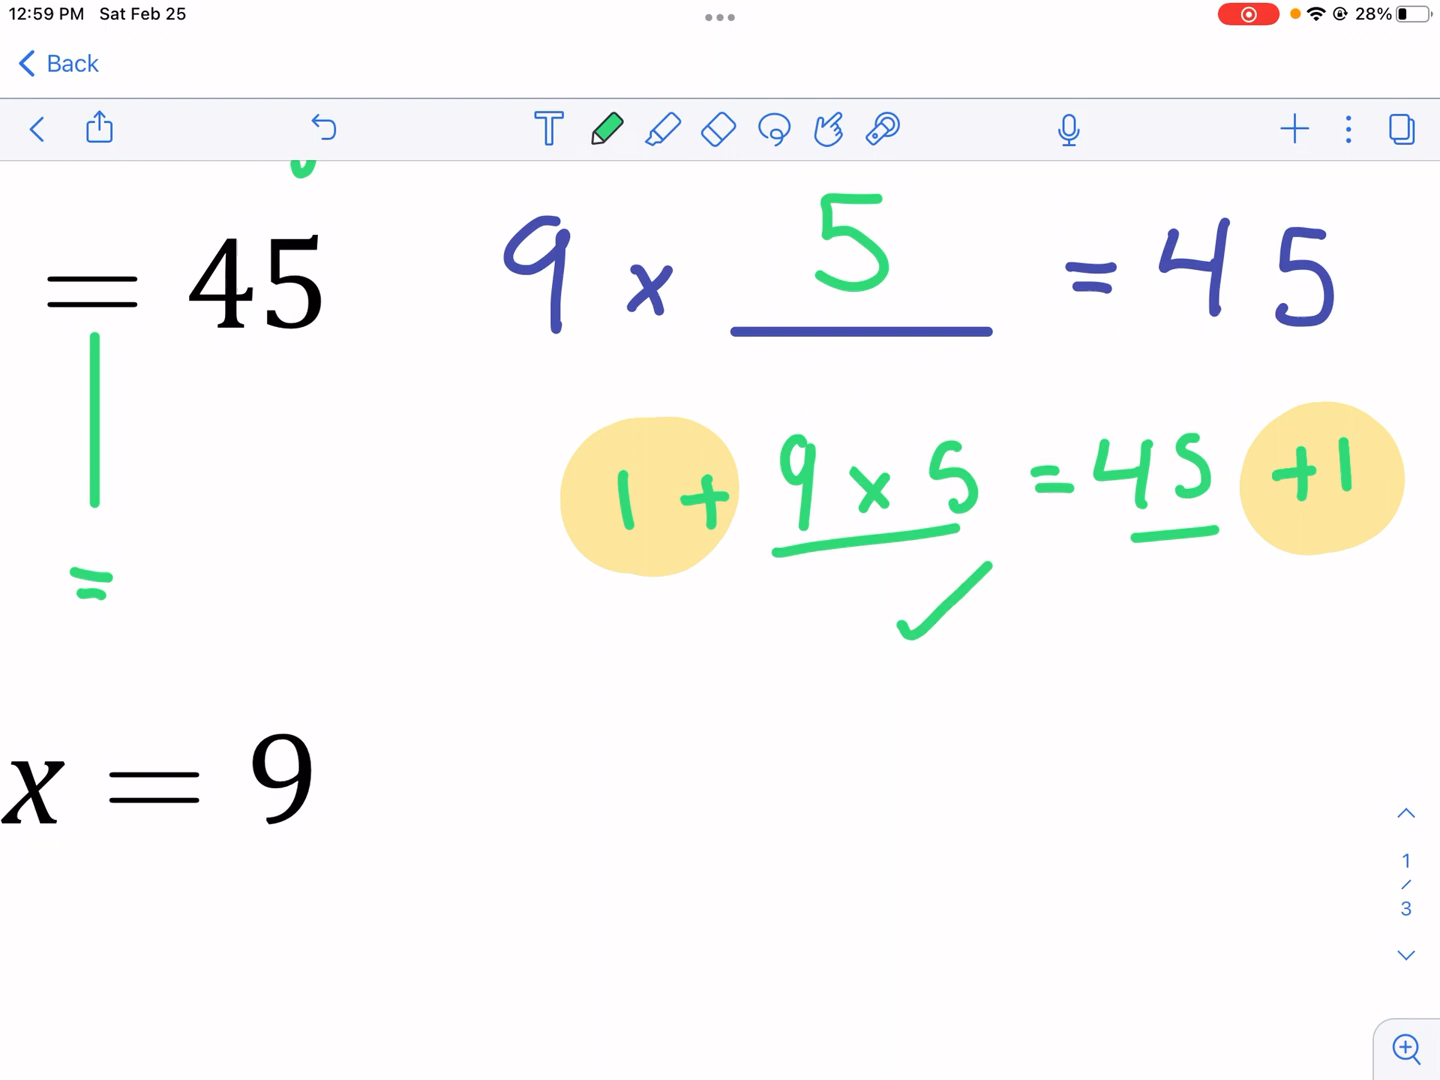 12:59 PM Sat Feb 25
28%
Back
= 45
9 x 5 = 45
1 + 9 x 5 = 45 + 1
=
x = 9
1
/
3